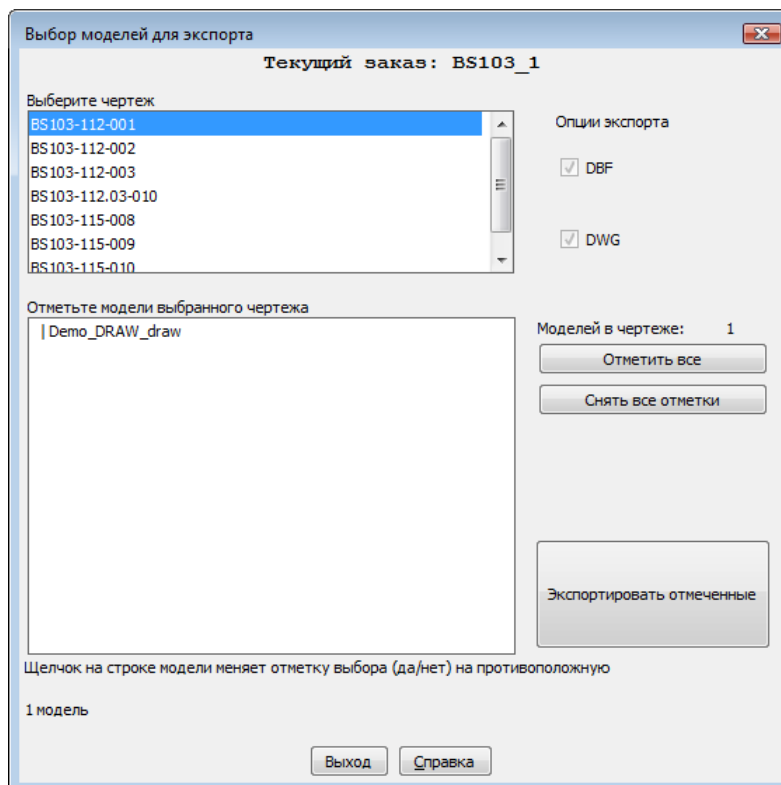 Выбор моделей для экспорта
Текущий заказ: BS103_1
Выберите чертеж
BS103-112-001
BS103-112-002
BS103-112-003
BS103-112.03-010
BS103-115-008
BS103-115-009
BS103-115-010
Опции экспорта
DBF
DWG
Отметьте модели выбранного чертежа
|Demo_DRAW_draw
Моделей в чертеже: 1
Отметить все
Снять все отметки
Экспортировать отмеченные
Щелчок на строке модели меняет отметку выбора (да/нет) на противоположную
1 модель
Выход
Справка